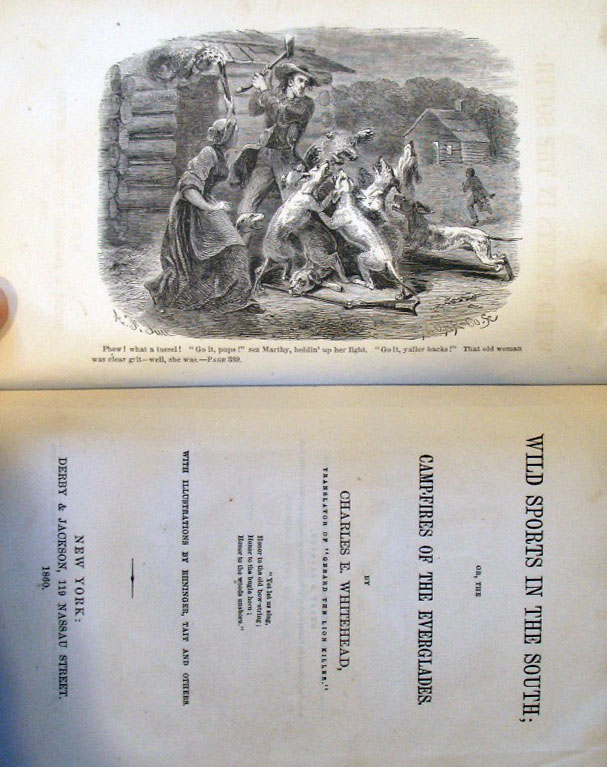 Phew! what a tussel! "Go it, pups!" sez Marthy, holdin' up her light. "Go it, yaller backs!" That old woman
was clear grit—well, she was.—PAGE 339.
WILD SPORTS IN THE SOUTH;
OR, THE
CAMP-FIRES OF THE EVERGLADES.
BY
CHARLES E. WHITEHEAD,
TRANSLATOR OF "GERARD THE LION KILLER."
"Yet let us sing,
Honor to the old bow-string;
Honor to the bugle horn;
Honor to the woods unshorn."
WITH ILLUSTRATIONS BY EHNINGER, TAIT AND OTHERS.
NEW YORK:
DERBY & JACKSON, 119 NASSAU STREET.
1860.